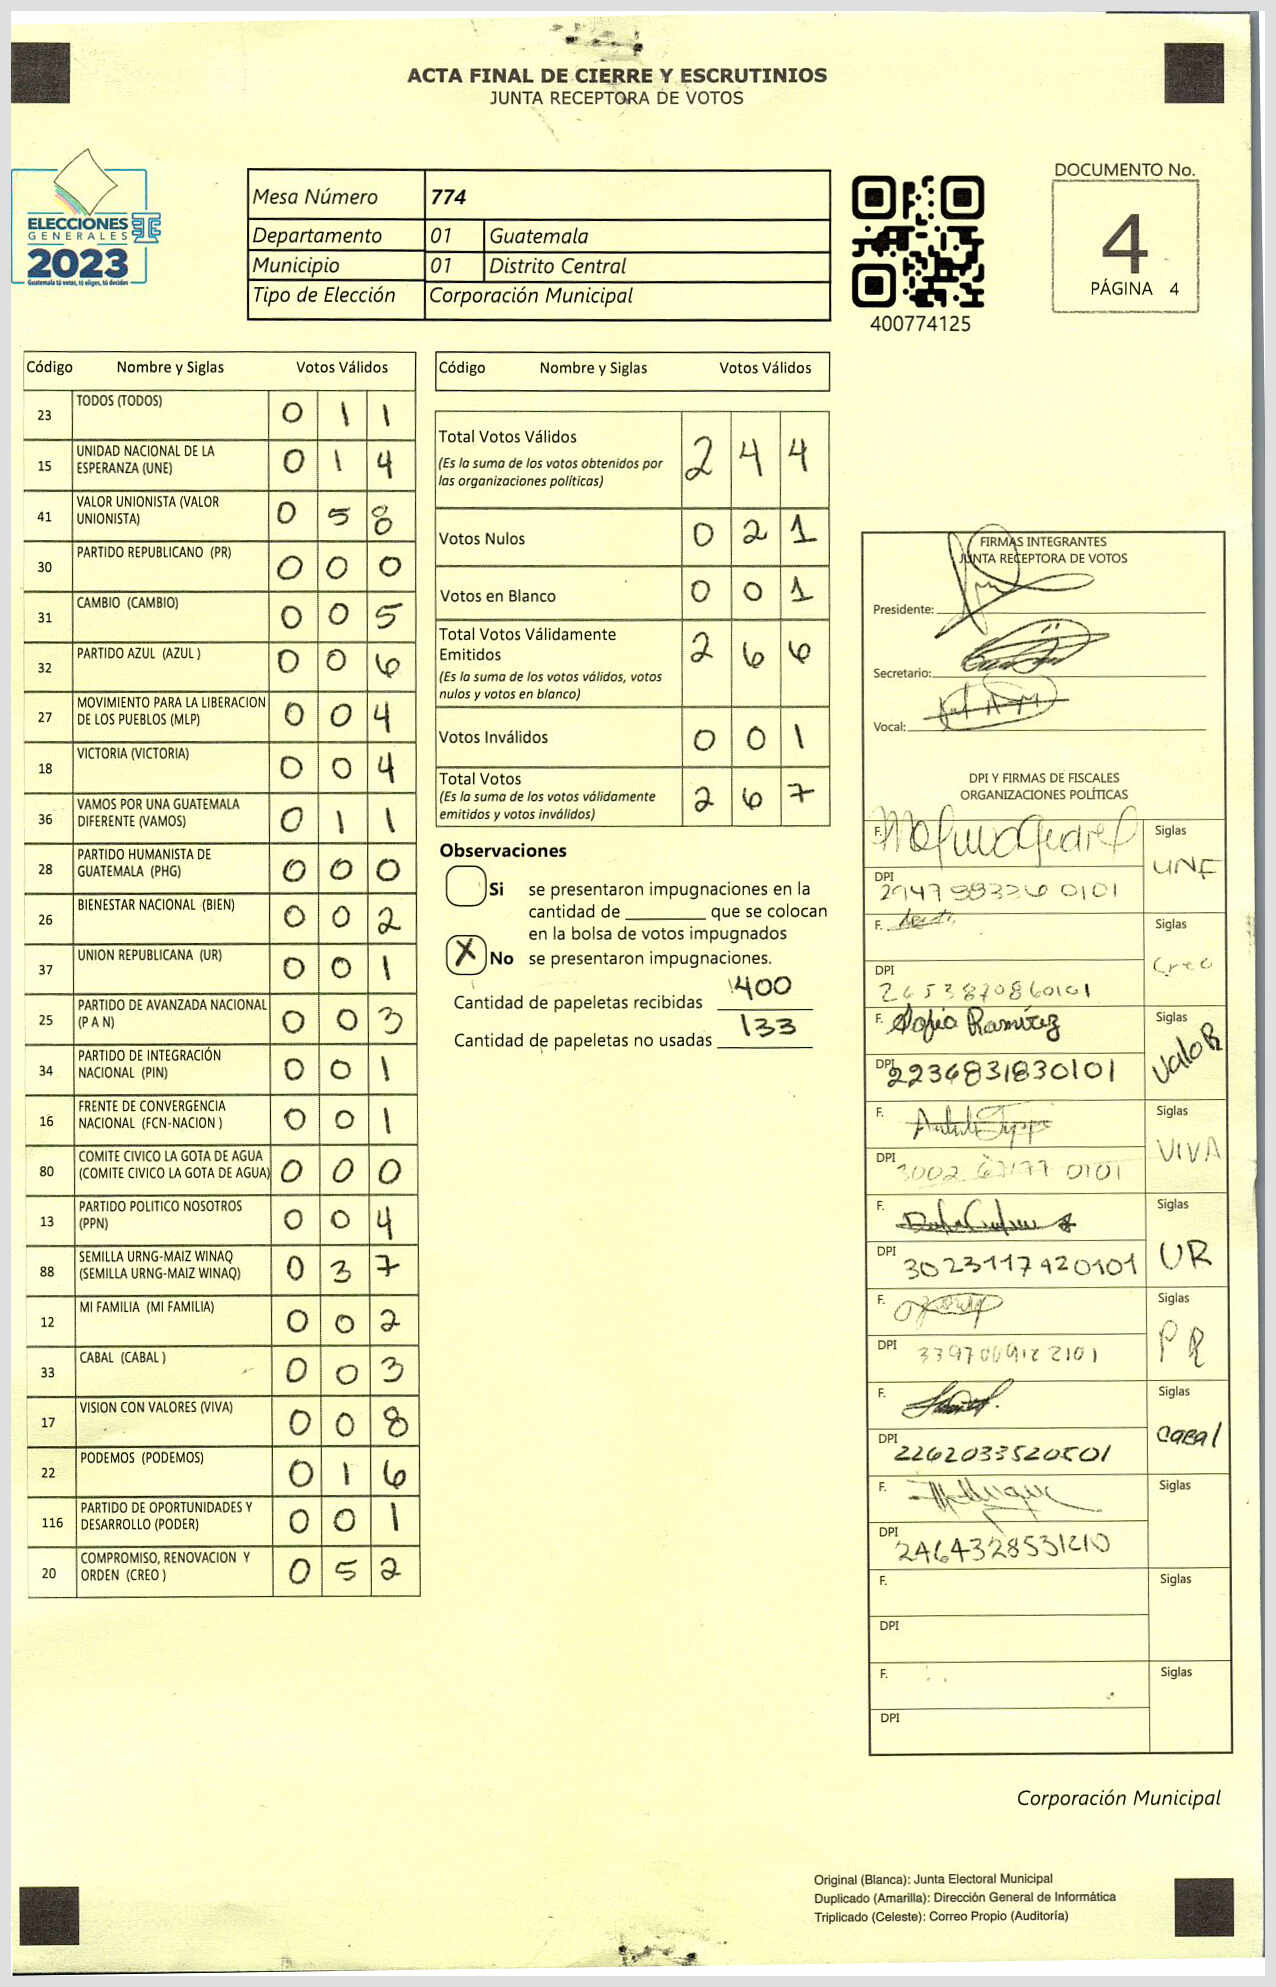 ACTA FINAL DE CIERRE Y ESCRUTINIOS
JUNTA RECEPTORA DE VOTOS
ELECCIONES
GENERALES
2023
Guatemala tú votas, tú eliges, tú decides
Mesa Número 774
Departamento 01 Guatemala
Municipio 01 Distrito Central
Tipo de Elección Corporación Municipal
400774125
DOCUMENTO No.
4
PÁGINA 4
Código Nombre y Siglas Votos Válidos
23 TODOS (TODOS) 0 1 1
15 UNIDAD NACIONAL DE LA ESPERANZA (UNE) 0 1 4
41 VALOR UNIONISTA (VALOR UNIONISTA) 0 5 8
30 PARTIDO REPUBLICANO (PR) 0 0 0
31 CAMBIO (CAMBIO) 0 0 5
32 PARTIDO AZUL (AZUL ) 0 0 6
27 MOVIMIENTO PARA LA LIBERACION DE LOS PUEBLOS (MLP) 0 0 4
18 VICTORIA (VICTORIA) 0 0 4
36 VAMOS POR UNA GUATEMALA DIFERENTE (VAMOS) 0 1 1
28 PARTIDO HUMANISTA DE GUATEMALA (PHG) 0 0 0
26 BIENESTAR NACIONAL (BIEN) 0 0 2
37 UNION REPUBLICANA (UR) 0 0 1
25 PARTIDO DE AVANZADA NACIONAL (P A N) 0 0 3
34 PARTIDO DE INTEGRACIÓN NACIONAL (PIN) 0 0 1
16 FRENTE DE CONVERGENCIA NACIONAL (FCN-NACION ) 0 0 1
80 COMITE CIVICO LA GOTA DE AGUA (COMITE CIVICO LA GOTA DE AGUA) 0 0 0
13 PARTIDO POLITICO NOSOTROS (PPN) 0 0 4
88 SEMILLA URNG-MAIZ WINAQ (SEMILLA URNG-MAIZ WINAQ) 0 3 7
12 MI FAMILIA (MI FAMILIA) 0 0 2
33 CABAL (CABAL ) 0 0 3
17 VISION CON VALORES (VIVA) 0 0 8
22 PODEMOS (PODEMOS) 0 1 6
116 PARTIDO DE OPORTUNIDADES Y DESARROLLO (PODER) 0 0 1
20 COMPROMISO, RENOVACION Y ORDEN (CREO ) 0 5 2
Código Nombre y Siglas Votos Válidos
Total Votos Válidos 2 4 4
(Es la suma de los votos obtenidos por
las organizaciones políticas)
Votos Nulos 0 2 1
Votos en Blanco 0 0 1
Total Votos Válidamente
Emitidos 2 6 6
(Es la suma de los votos válidos, votos
nulos y votos en blanco)
Votos Inválidos 0 0 1
Total Votos 2 6 7
(Es la suma de los votos válidamente
emitidos y votos inválidos)
Observaciones
Si se presentaron impugnaciones en la
cantidad de ________ que se colocan
en la bolsa de votos impugnados
X No se presentaron impugnaciones.
Cantidad de papeletas recibidas 400
Cantidad de papeletas no usadas 133
FIRMAS INTEGRANTES
JUNTA RECEPTORA DE VOTOS
Presidente:
Secretario:
Vocal:
DPI Y FIRMAS DE FISCALES
ORGANIZACIONES POLÍTICAS
F. Siglas
UNE
DPI
F. Siglas
Creo
DPI
2653870860101
F. Sofia Ramírez Siglas
Valor
DPI
2236831830101
F. Siglas
VIVA
DPI
F. Siglas
UR
DPI 3023117420101
F. Siglas
PR
DPI
F. Siglas
Cabal
DPI
F. Siglas
DPI
F. Siglas
DPI
F. Siglas
DPI
Corporación Municipal
Original (Blanca): Junta Electoral Municipal
Duplicado (Amarilla): Dirección General de Informática
Triplicado (Celeste): Correo Propio (Auditoría)